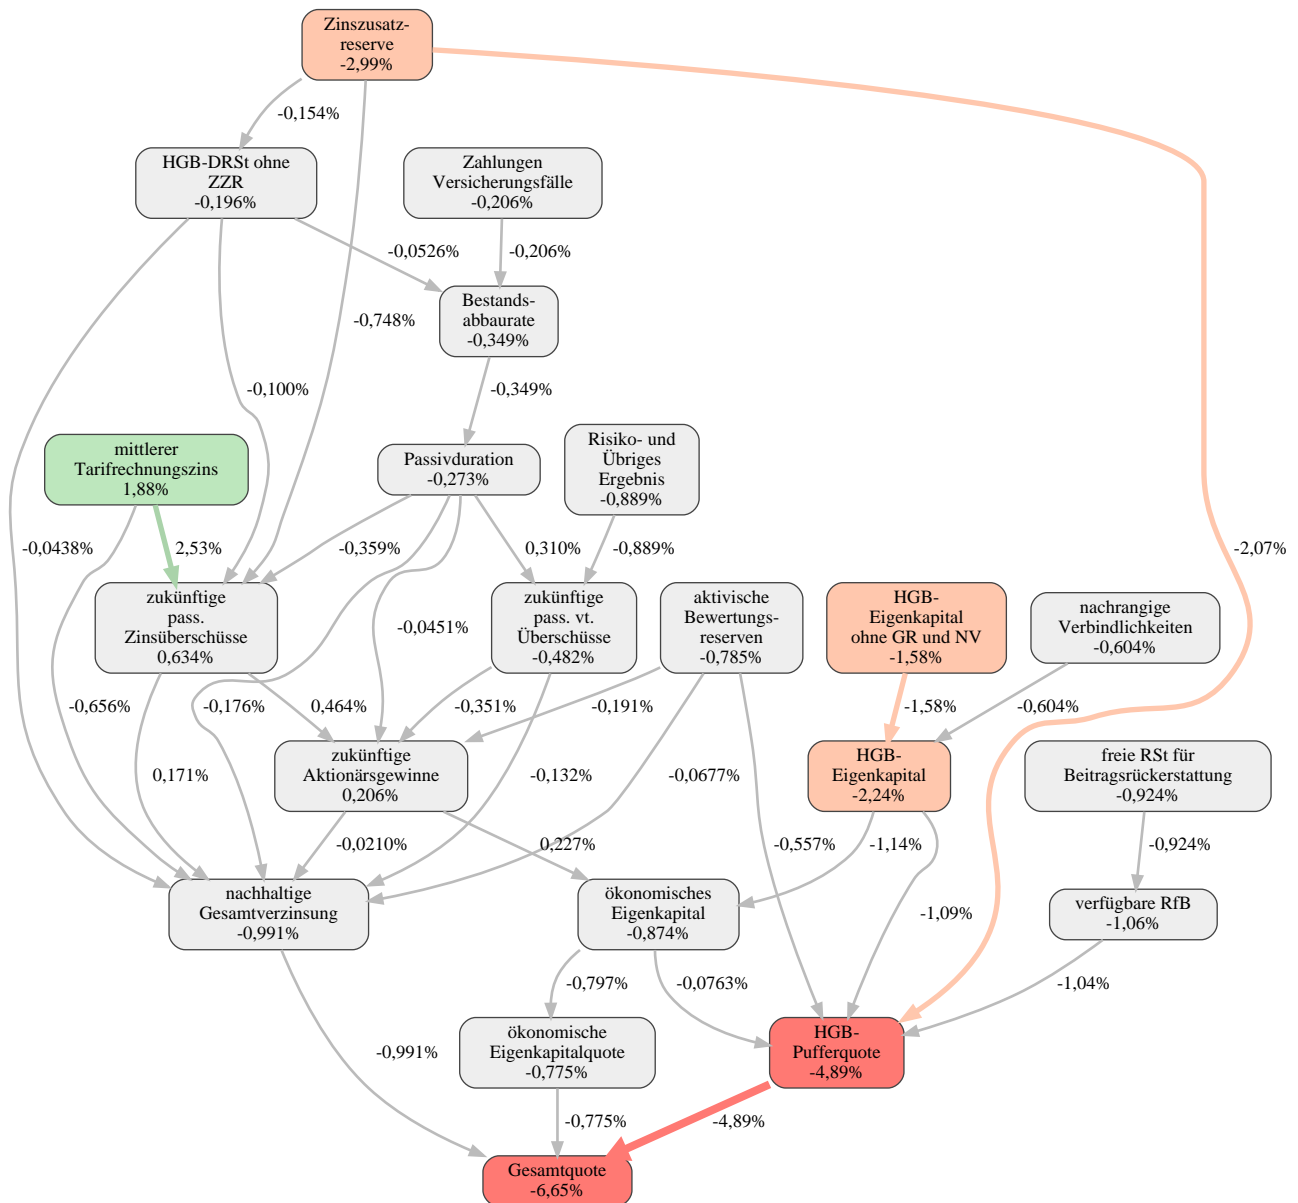 Zinszusatz-
reserve
-2,99%
-0,154%
HGB-DRSt ohne
ZZR
-0,196%
Zahlungen
Versicherungsfälle
-0,206%
-0,0526%
-0,206%
Bestands-
abbaurate
-0,349%
-0,748%
-0,100%
-0,349%
mittlerer
Tarifrechnungszins
1,88%
Passivduration
-0,273%
Risiko- und
Übriges
Ergebnis
-0,889%
-0,0438%
2,53%
-0,359%
0,310%
-0,889%
-2,07%
zukünftige
pass.
Zinsüberschüsse
0,634%
-0,0451%
zukünftige
pass. vt.
Überschüsse
-0,482%
aktivische
Bewertungs-
reserven
-0,785%
HGB-
Eigenkapital
ohne GR und NV
-1,58%
nachrangige
Verbindlichkeiten
-0,604%
-0,656%
-0,176%
0,464%
-0,351%
-0,191%
-1,58%
-0,604%
zukünftige
Aktionärsgewinne
0,206%
HGB-
Eigenkapital
-2,24%
freie RSt für
Beitragsrückerstattung
-0,924%
0,171%
-0,132%
-0,0677%
-0,0210%
0,227%
-0,557%
-1,14%
-0,924%
nachhaltige
Gesamtverzinsung
-0,991%
ökonomisches
Eigenkapital
-0,874%
-1,09%
verfügbare RfB
-1,06%
-0,797%
-0,0763%
-1,04%
ökonomische
Eigenkapitalquote
-0,775%
HGB-
Pufferquote
-4,89%
-0,991%
-0,775%
-4,89%
Gesamtquote
-6,65%